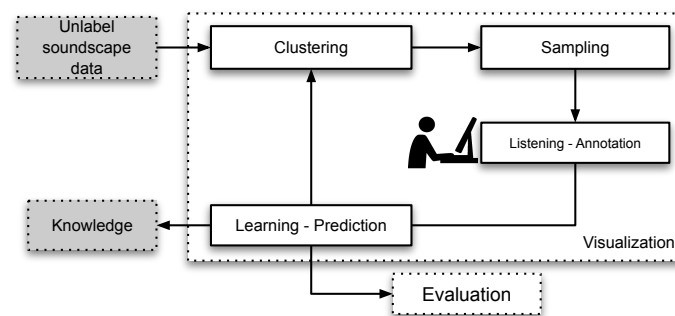 Unlabel
soundscape
data
Clustering
Sampling
Listening - Annotation
Knowledge
Learning - Prediction
Visualization
Evaluation